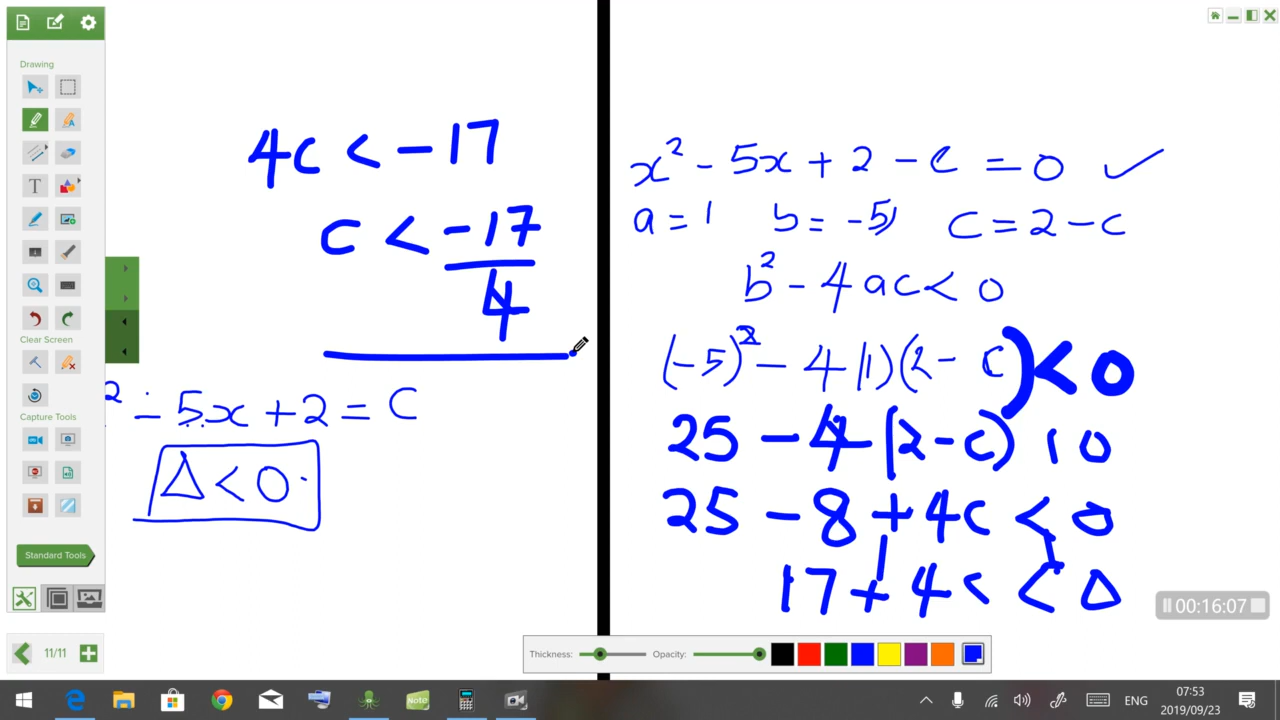 Drawing
Clear Screen
Capture Tools
Standard Tools
11/11
4c < -17
c < -17/4
² - 5x + 2 = c
Δ < 0
x² - 5x + 2 - c = 0 ✓
a = 1 b = -5 c = 2 - c
b² - 4ac < 0
(-5)² - 4(1)(2 - c) < 0
25 - 4(2 - c) < 0
25 - 8 + 4c < 0
17 + 4c < 0
00:16:07
Thickness: Opacity:
Note
ENG
07:53
2019/09/23